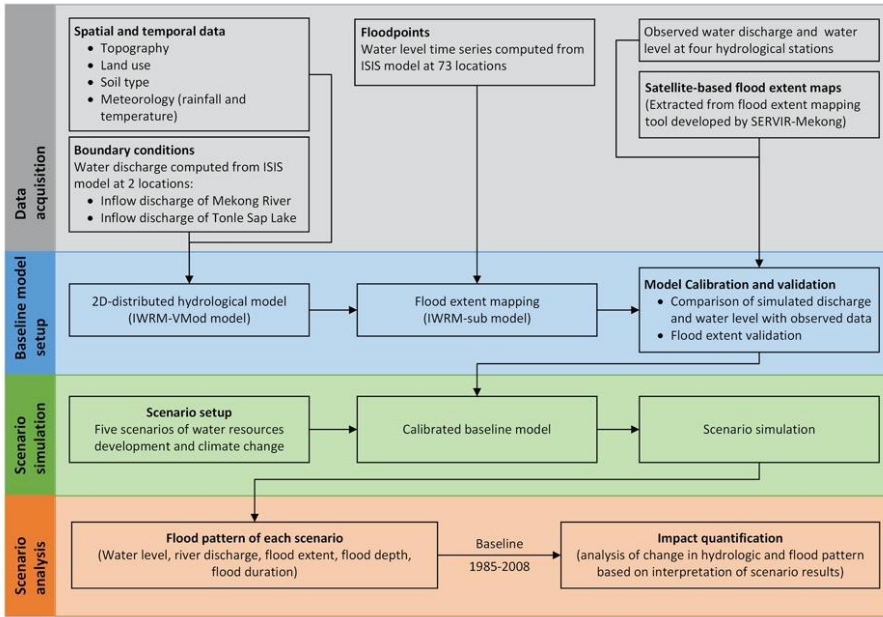 Data
acquisition
Spatial and temporal data
• Topography
• Land use
• Soil type
• Meteorology (rainfall and
temperature)
Boundary conditions
Water discharge computed from ISIS
model at 2 locations:
• Inflow discharge of Mekong River
• Inflow discharge of Tonle Sap Lake
Floodpoints
Water level time series computed from
ISIS model at 73 locations
Observed water discharge and water
level at four hydrological stations
Satellite-based flood extent maps
(Extracted from flood extent mapping
tool developed by SERVIR-Mekong)
Baseline model
setup
2D-distributed hydrological model
(IWRM-VMod model)
Flood extent mapping
(IWRM-sub model)
Model Calibration and validation
• Comparison of simulated discharge
and water level with observed data
• Flood extent validation
Scenario
simulation
Scenario setup
Five scenarios of water resources
development and climate change
Calibrated baseline model
Scenario simulation
Scenario
analysis
Flood pattern of each scenario
(Water level, river discharge, flood extent, flood depth,
flood duration)
Baseline
1985-2008
Impact quantification
(analysis of change in hydrologic and flood pattern
based on interpretation of scenario results)